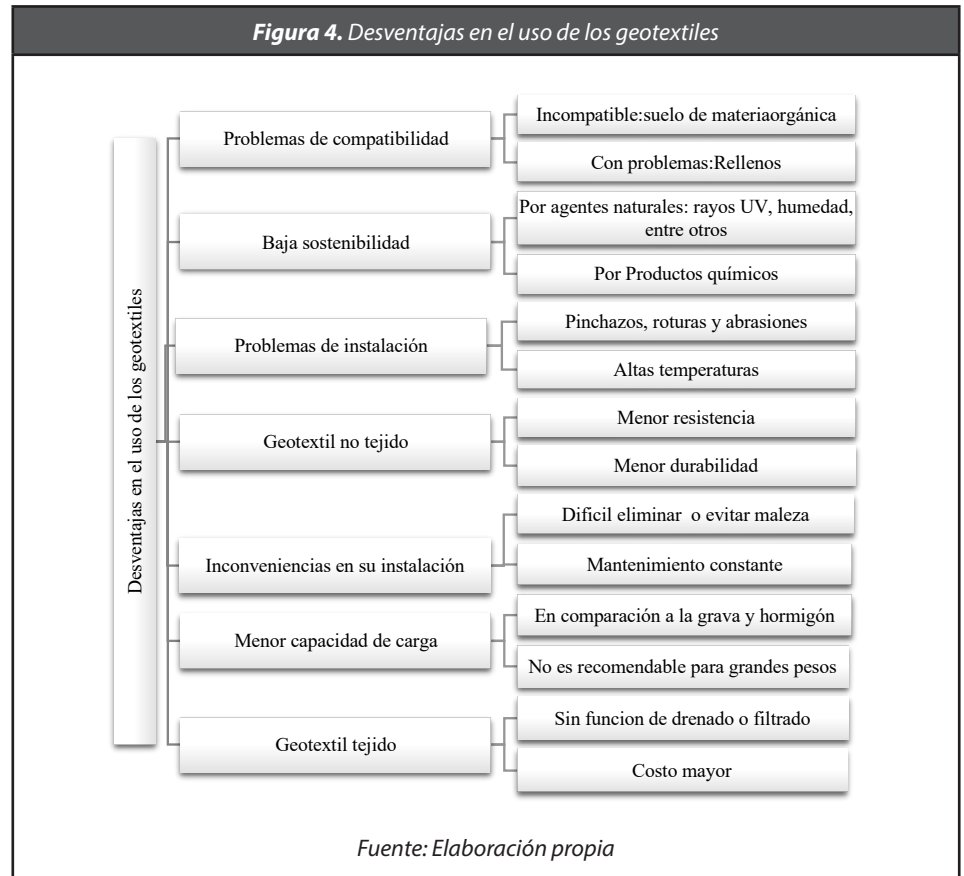 Figura 4. Desventajas en el uso de los geotextiles
Desventajas en el uso de los geotextiles
Problemas de compatibilidad
Incompatible:suelo de materiaorgánica
Con problemas:Rellenos
Baja sostenibilidad
Por agentes naturales: rayos UV, humedad,
entre otros
Por Productos químicos
Problemas de instalación
Pinchazos, roturas y abrasiones
Altas temperaturas
Geotextil no tejido
Menor resistencia
Menor durabilidad
Inconveniencias en su instalación
Dificil eliminar o evitar maleza
Mantenimiento constante
Menor capacidad de carga
En comparación a la grava y hormigón
No es recomendable para grandes pesos
Geotextil tejido
Sin funcion de drenado o filtrado
Costo mayor
Fuente: Elaboración propia